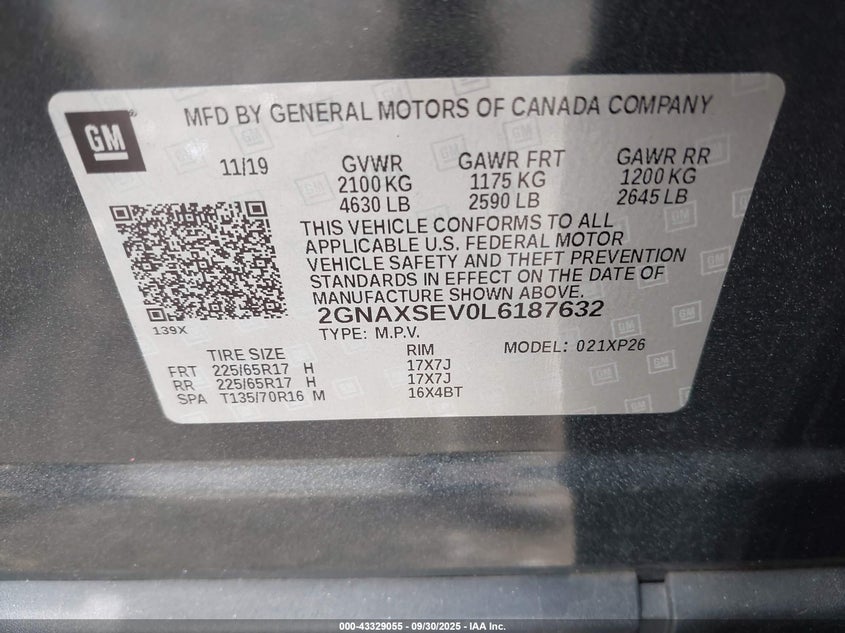 GM
MFD BY GENERAL MOTORS OF CANADA COMPANY
11/19 GVWR GAWR FRT GAWR RR
2100 KG 1175 KG 1200 KG
4630 LB 2590 LB 2645 LB
THIS VEHICLE CONFORMS TO ALL
APPLICABLE U.S. FEDERAL MOTOR
VEHICLE SAFETY AND THEFT PREVENTION
STANDARDS IN EFFECT ON THE DATE OF
MANUFACTURE SHOWN ABOVE.
2GNAXSEV0L6187632
139X
TYPE: M.P.V. MODEL: 021XP26
TIRE SIZE RIM
FRT 225/65R17 H 17X7J
RR 225/65R17 H 17X7J
SPA T135/70R16 M 16X4BT
000-43329055 - 09/30/2025 - IAA Inc.